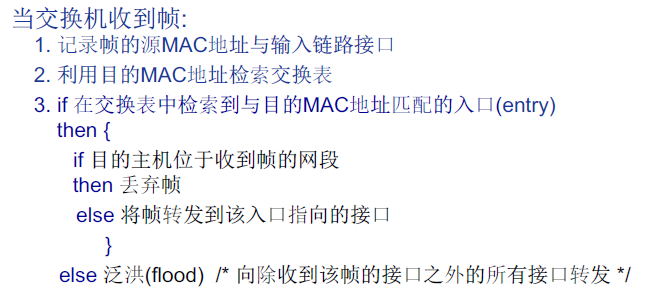 当交换机收到帧:
1. 记录帧的源MAC地址与输入链路接口
2. 利用目的MAC地址检索交换表
3. if 在交换表中检索到与目的MAC地址匹配的入口(entry)
then {
if 目的主机位于收到帧的网段
then 丢弃帧
else 将帧转发到该入口指向的接口
}
else 泛洪(flood) /* 向除收到该帧的接口之外的所有接口转发 */